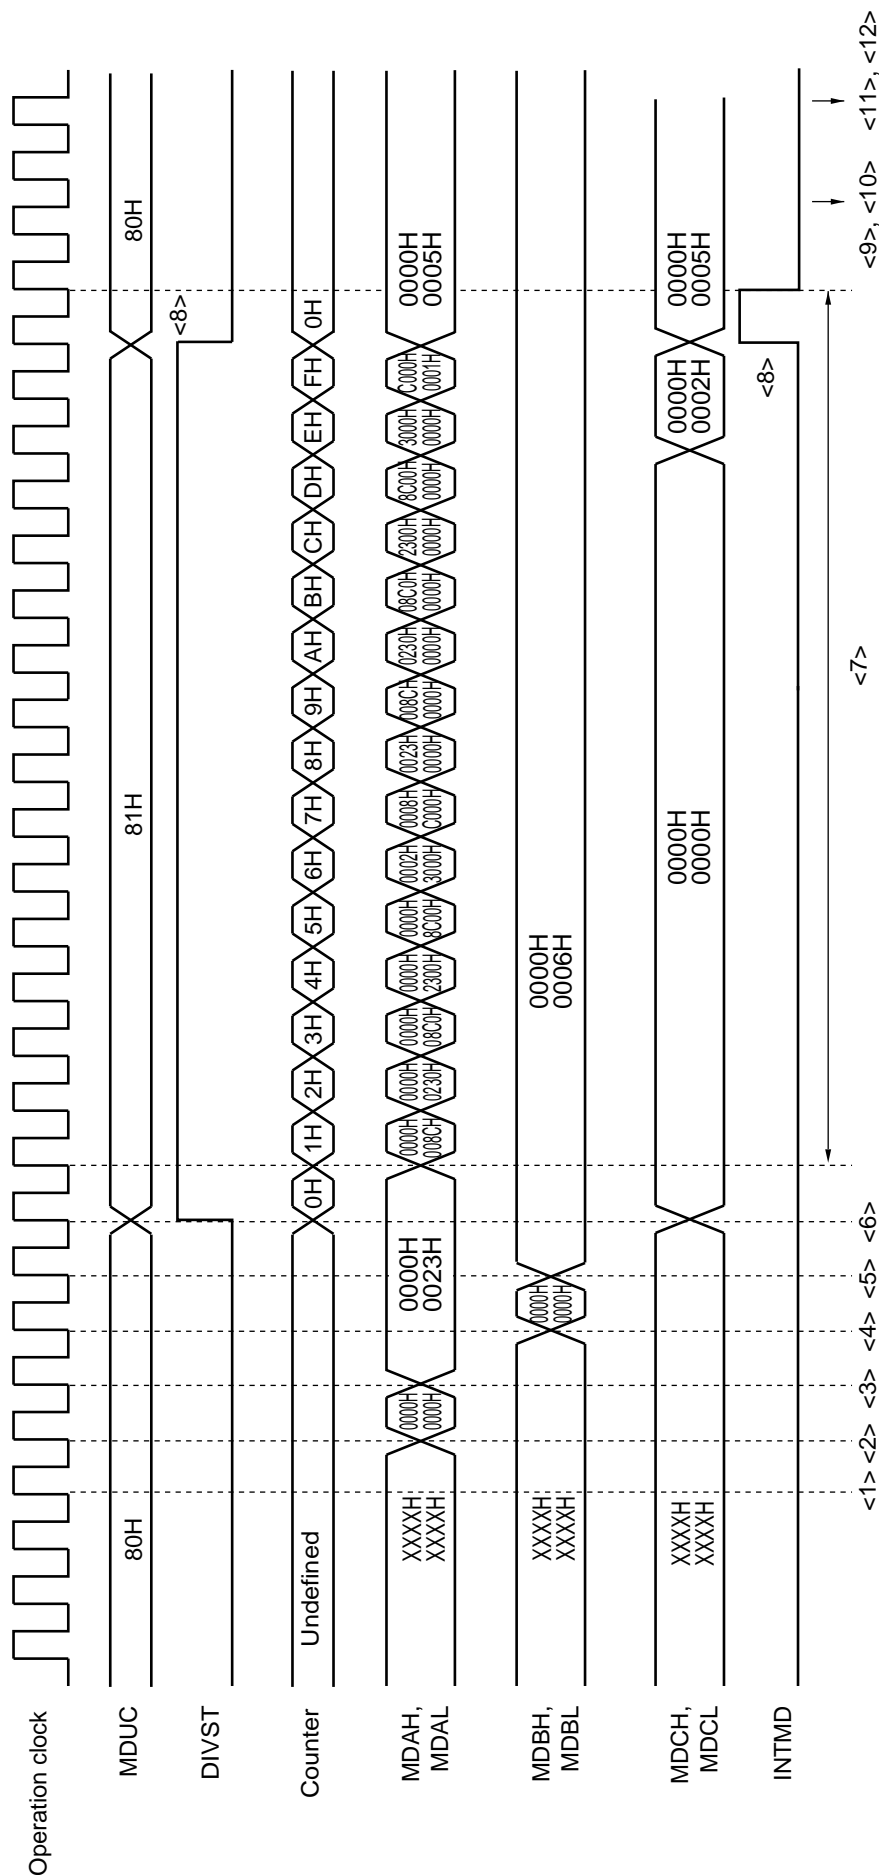 Operation clock
MDUC
80H
81H
80H
DIVST
<8>
Counter
Undefined
0H
1H
2H
3H
4H
5H
6H
7H
8H
9H
AH
BH
CH
DH
EH
FH
0H
MDAH,
MDAL
XXXXH
XXXXH
0000H
0000H
0000H
0023H
0000H
008CH
0000H
0230H
0000H
08C0H
0000H
2300H
0000H
8C00H
0002H
3000H
0008H
C000H
0023H
0000H
008CH
0000H
0230H
0000H
08C0H
0000H
2300H
0000H
8C00H
0000H
3000H
0000H
C000H
0001H
0000H
0005H
MDBH,
MDBL
XXXXH
XXXXH
0000H
0000H
0000H
0006H
MDCH,
MDCL
XXXXH
XXXXH
0000H
0000H
0000H
0002H
0000H
0005H
INTMD
<8>
<1>
<2>
<3>
<4>
<5>
<6>
<7>
<9>, <10>
<11>, <12>